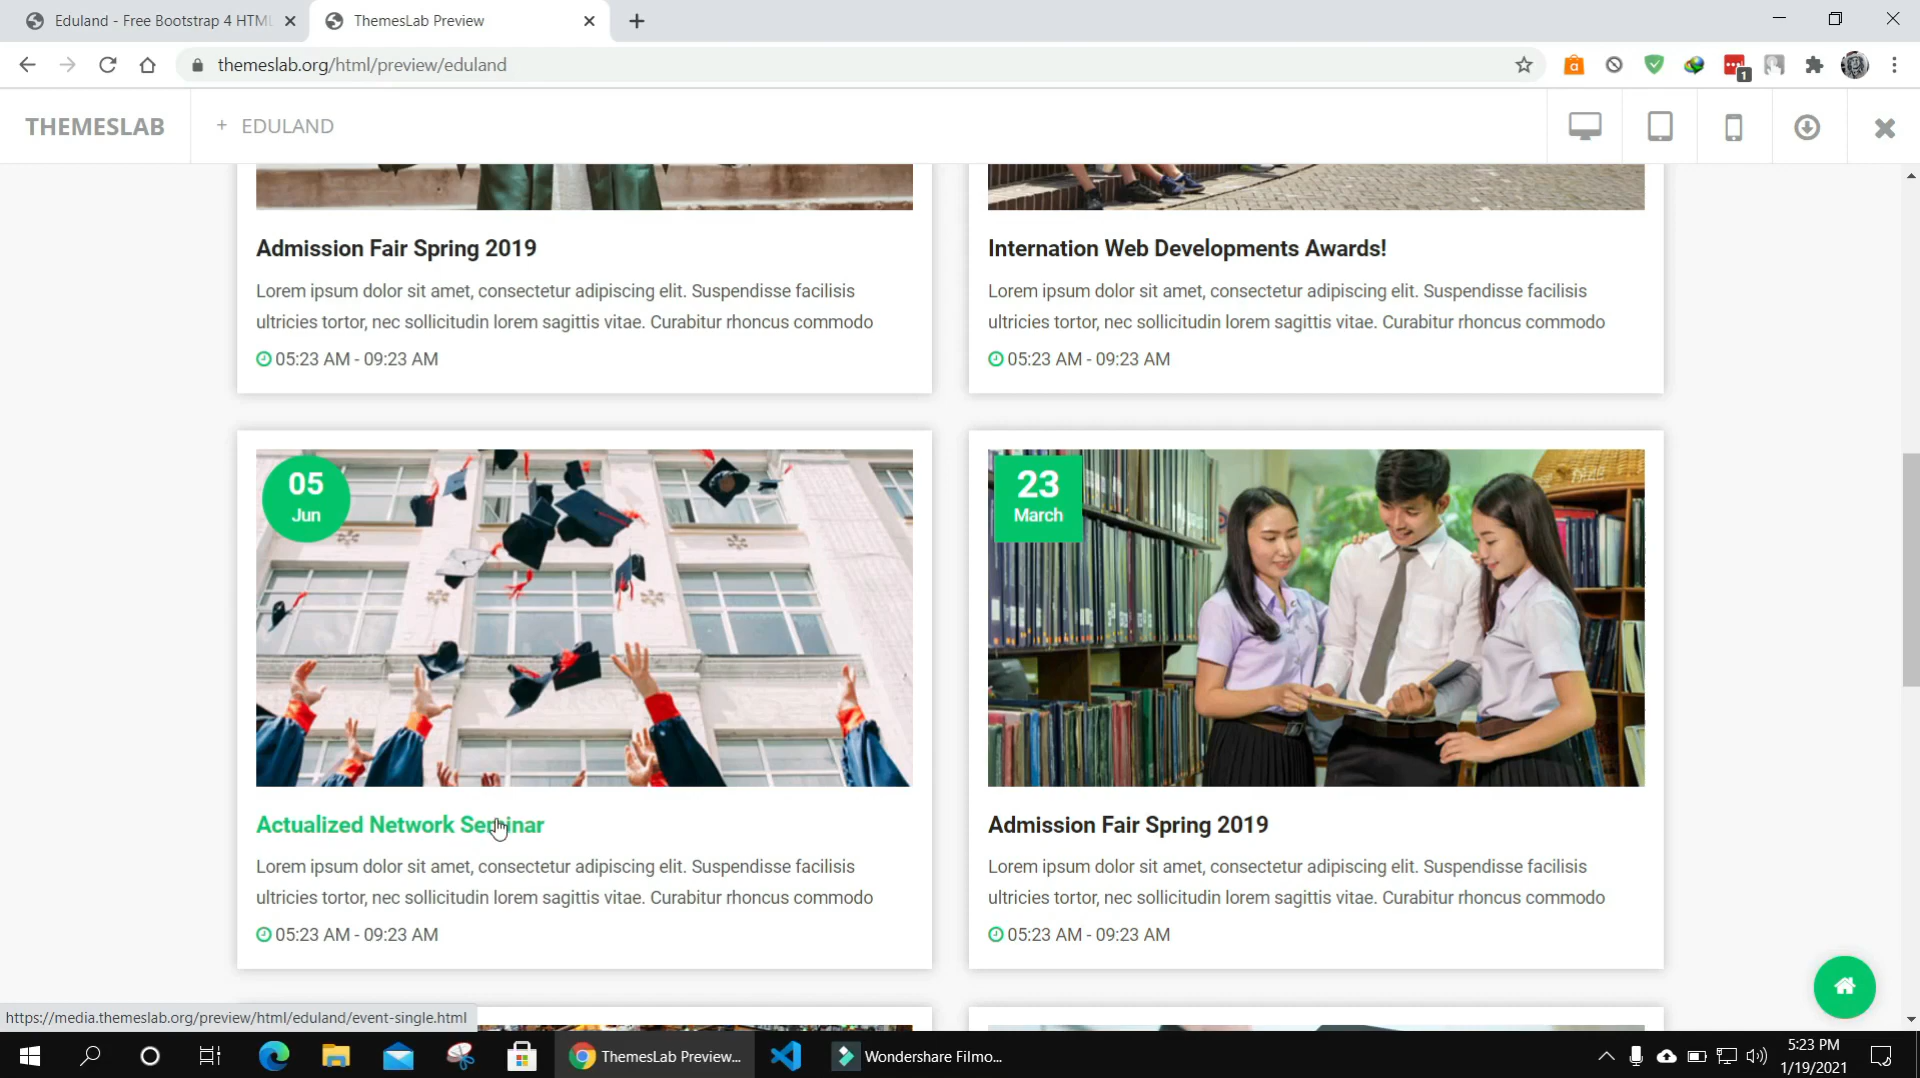 Eduland - Free Bootstrap 4 HTML
ThemesLab Preview
themeslab.org/html/preview/eduland
1
THEMESLAB
+ EDULAND
Admission Fair Spring 2019
Lorem ipsum dolor sit amet, consectetur adipiscing elit. Suspendisse facilisis
ultricies tortor, nec sollicitudin lorem sagittis vitae. Curabitur rhoncus commodo
05:23 AM - 09:23 AM
Internation Web Developments Awards!
Lorem ipsum dolor sit amet, consectetur adipiscing elit. Suspendisse facilisis
ultricies tortor, nec sollicitudin lorem sagittis vitae. Curabitur rhoncus commodo
05:23 AM - 09:23 AM
05
Jun
Actualized Network Seminar
Lorem ipsum dolor sit amet, consectetur adipiscing elit. Suspendisse facilisis
ultricies tortor, nec sollicitudin lorem sagittis vitae. Curabitur rhoncus commodo
05:23 AM - 09:23 AM
23
March
Admission Fair Spring 2019
Lorem ipsum dolor sit amet, consectetur adipiscing elit. Suspendisse facilisis
ultricies tortor, nec sollicitudin lorem sagittis vitae. Curabitur rhoncus commodo
05:23 AM - 09:23 AM
https://media.themeslab.org/preview/html/eduland/event-single.html
ThemesLab Preview...
Wondershare Filmo...
5:23 PM
1/19/2021